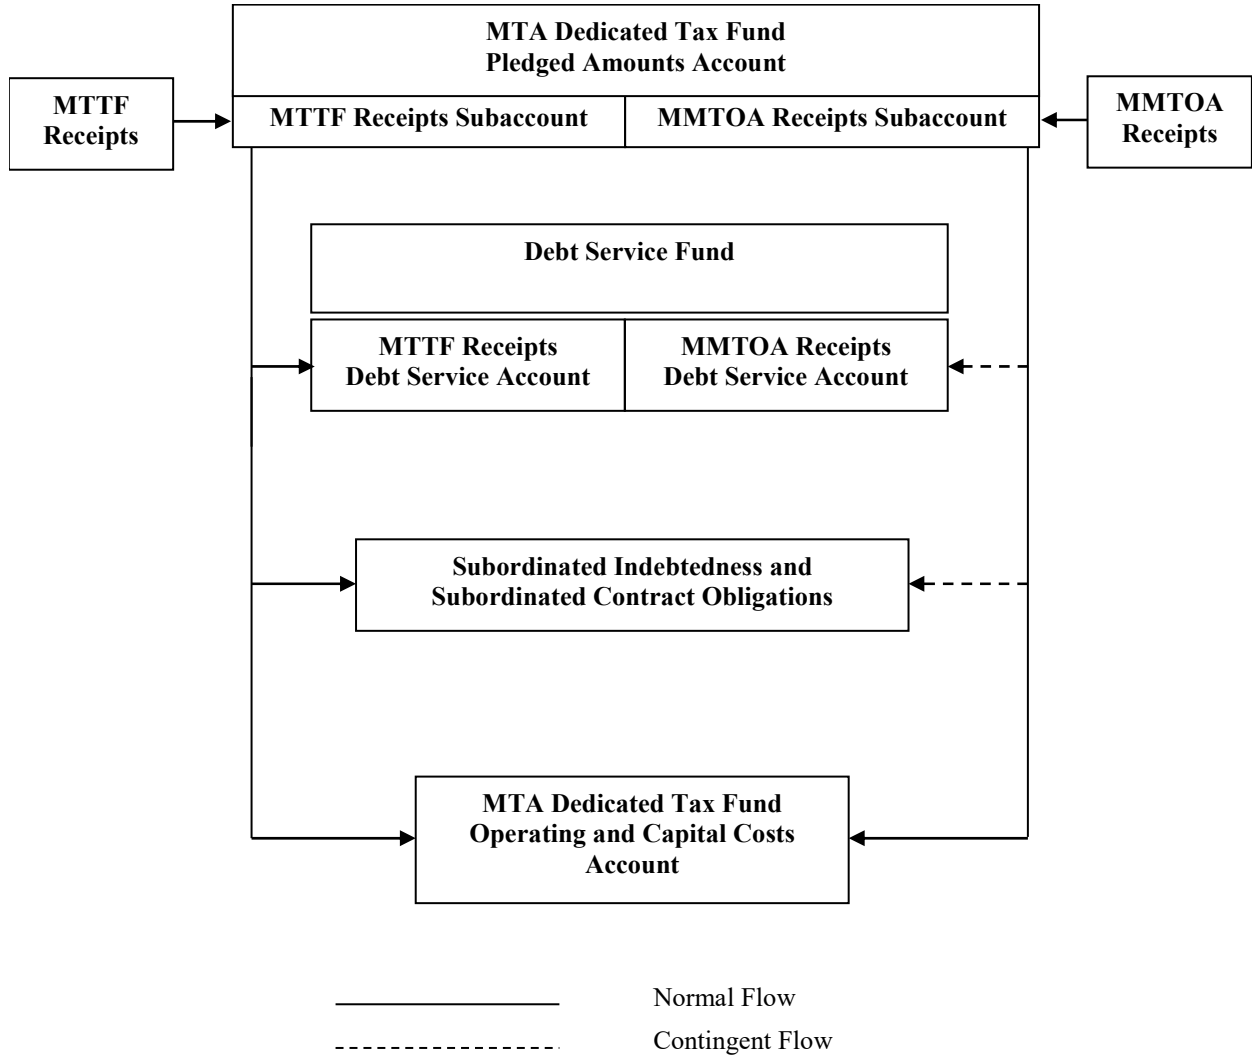 MTA Dedicated Tax Fund
Pledged Amounts Account
MTTF
Receipts
MTTF Receipts Subaccount
MMTOA Receipts Subaccount
MMTOA
Receipts
Debt Service Fund
MTTF Receipts
Debt Service Account
MMTOA Receipts
Debt Service Account
Subordinated Indebtedness and
Subordinated Contract Obligations
MTA Dedicated Tax Fund
Operating and Capital Costs
Account
Normal Flow
Contingent Flow